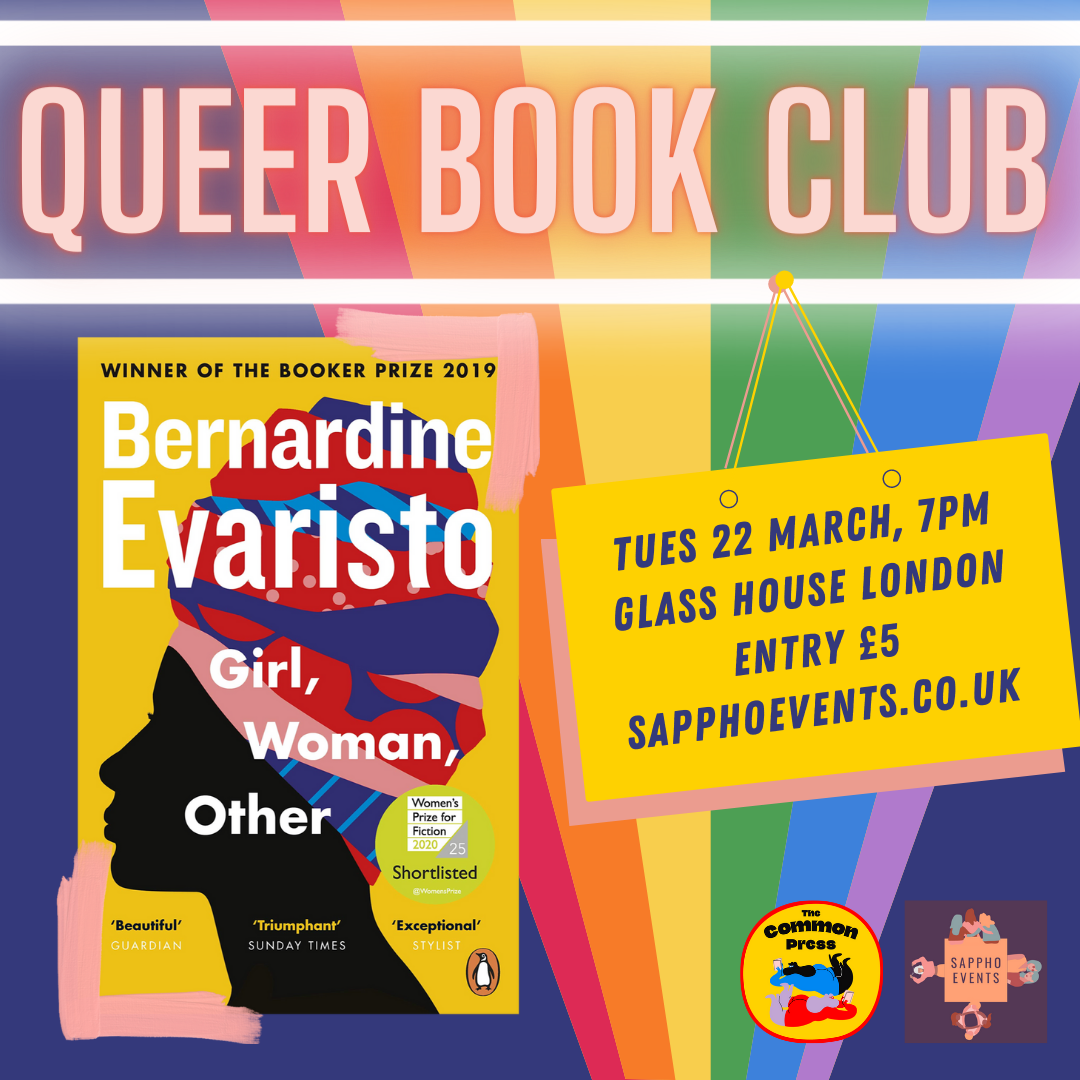 QUEER BOOK CLUB
WINNER OF THE BOOKER PRIZE 2019
Bernardine
Evaristo
Girl,
Woman,
Other
Women's
Prize for
Fiction
2020
25
Shortlisted
@WomensPrize
'Beautiful'
GUARDIAN
'Triumphant'
SUNDAY TIMES
'Exceptional'
STYLIST
TUES 22 MARCH, 7PM
GLASS HOUSE LONDON
ENTRY £5
SAPPHOEVENTS.CO.UK
The
Common
Press
SAPPHO
EVENTS